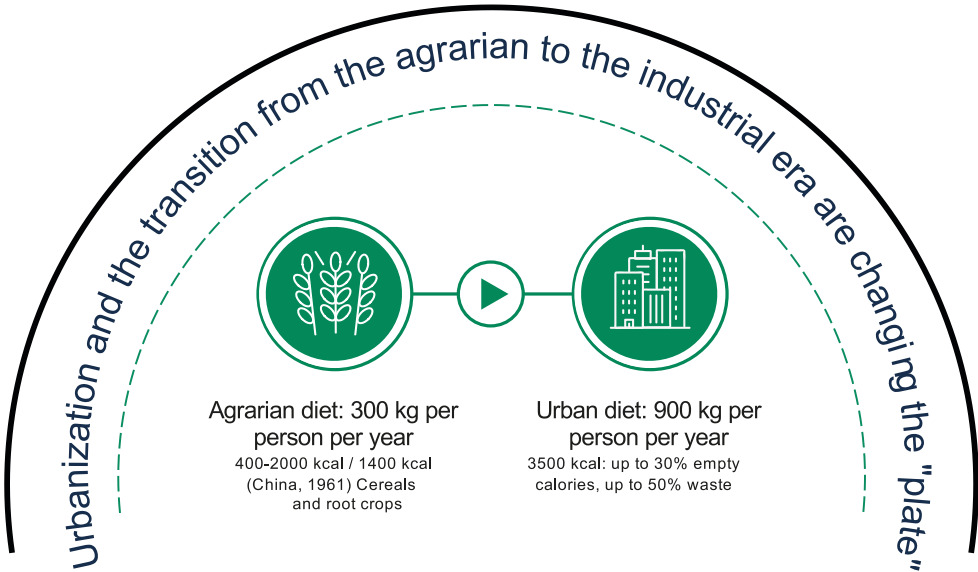 Urbanization and the transition from the agrarian to the industrial era are changing the "plate"
Agrarian diet: 300 kg per
person per year
400-2000 kcal / 1400 kcal
(China, 1961) Cereals
and root crops
Urban diet: 900 kg per
person per year
3500 kcal: up to 30% empty
calories, up to 50% waste